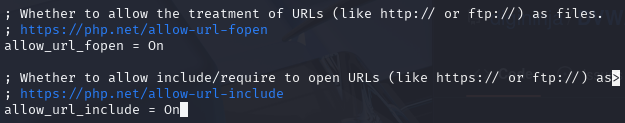 ; Whether to allow the treatment of URLs (like http:// or ftp://) as files.
; https://php.net/allow-url-fopen
allow_url_fopen = On
; Whether to allow include/require to open URLs (like https:// or ftp://) as>
; https://php.net/allow-url-include
allow_url_include = On